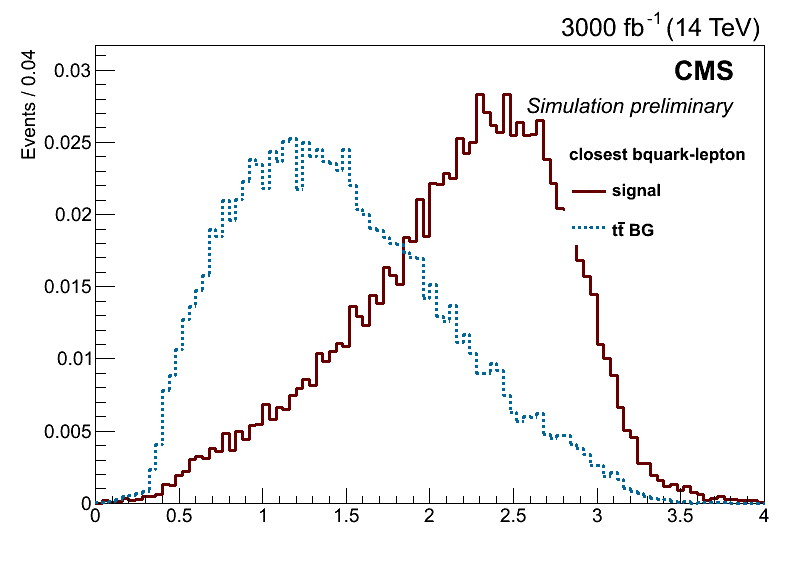 3000 fb⁻¹ (14 TeV)
Events / 0.04
CMS
Simulation preliminary
closest bquark-lepton
signal
tt̄ BG
0.03
0.025
0.02
0.015
0.01
0.005
0
0 0.5 1 1.5 2 2.5 3 3.5 4